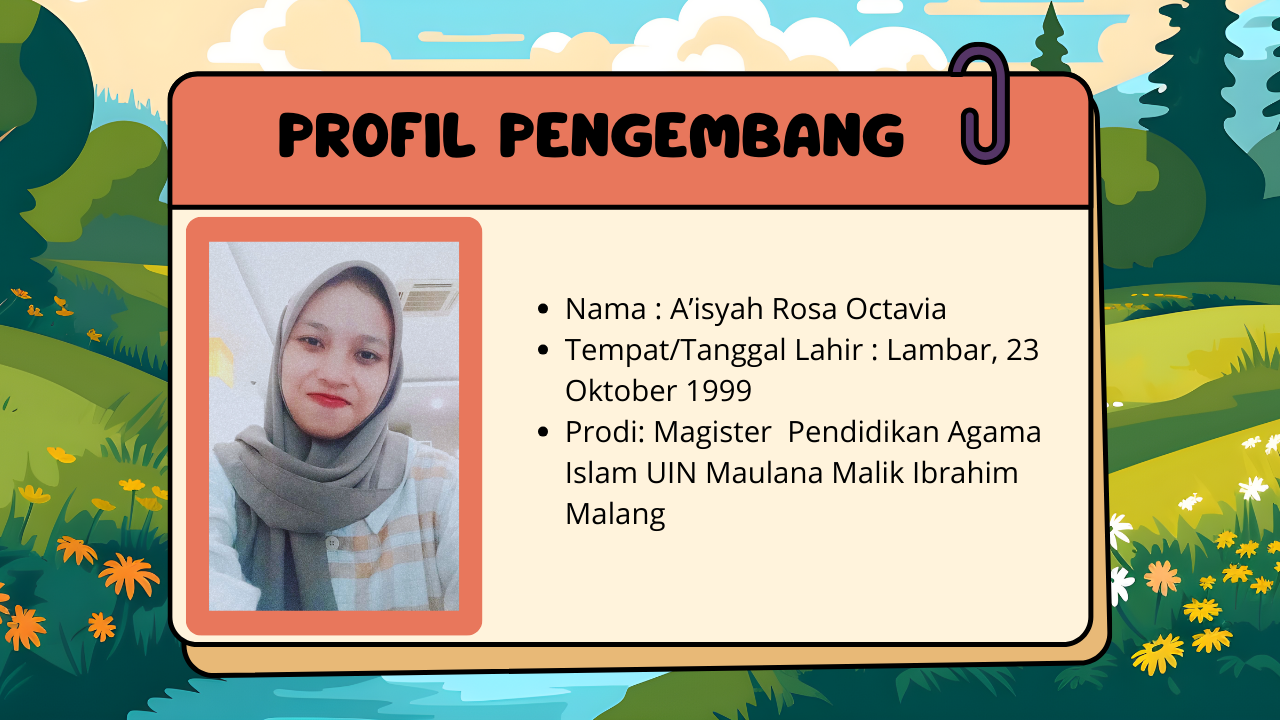 PROFIL PENGEMBANG
• Nama : A’isyah Rosa Octavia
• Tempat/Tanggal Lahir : Lambar, 23
Oktober 1999
• Prodi: Magister  Pendidikan Agama
Islam UIN Maulana Malik Ibrahim
Malang